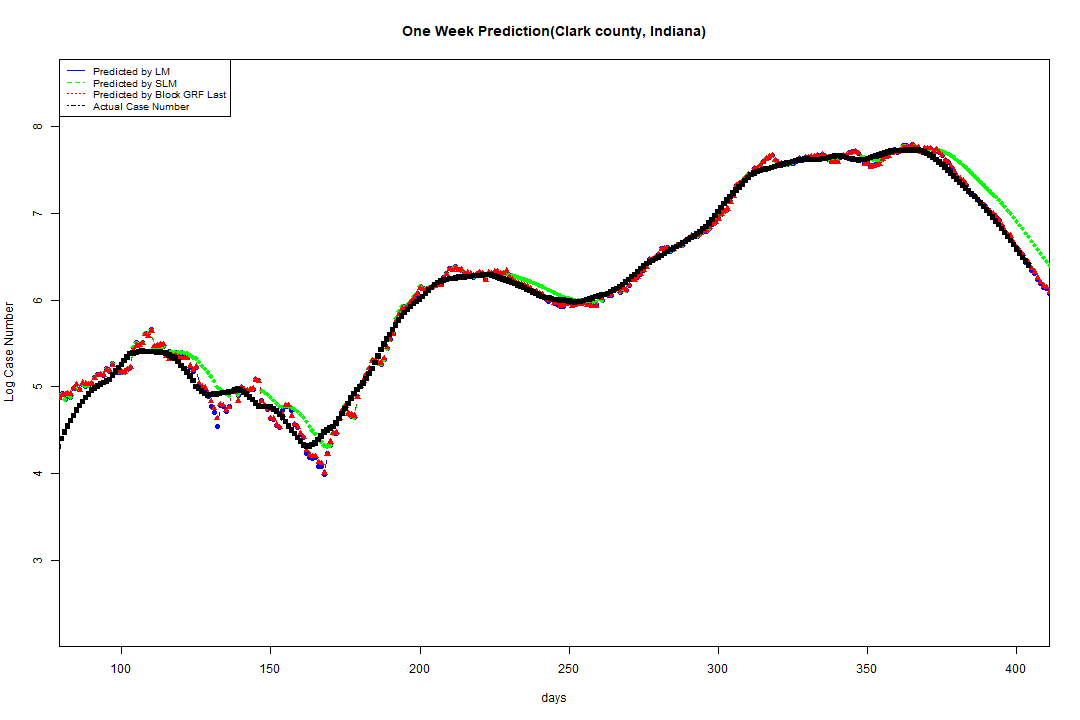 One Week Prediction(Clark county, Indiana)
Predicted by LM
Predicted by SLM
Predicted by Block GRF Last
Actual Case Number
8
7
6
5
4
3
Log Case Number
100 150 200 250 300 350 400
days